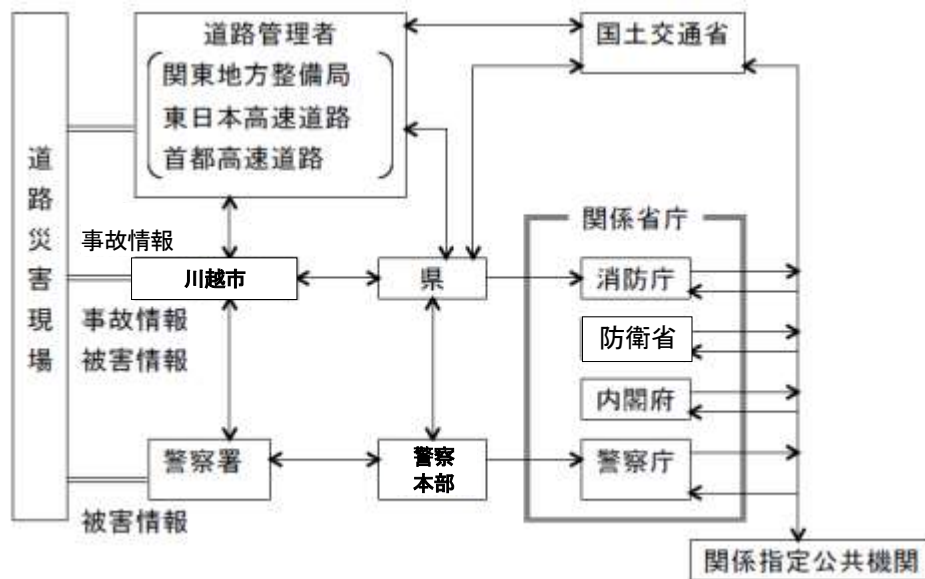 道路管理者
関東地方整備局
東日本高速道路
首都高速道路
国土交通省
道路災害現場
関係省庁
事故情報
川越市
県
消防庁
事故情報
被害情報
防衛省
内閣府
警察署
警察
本部
警察庁
被害情報
関係指定公共機関